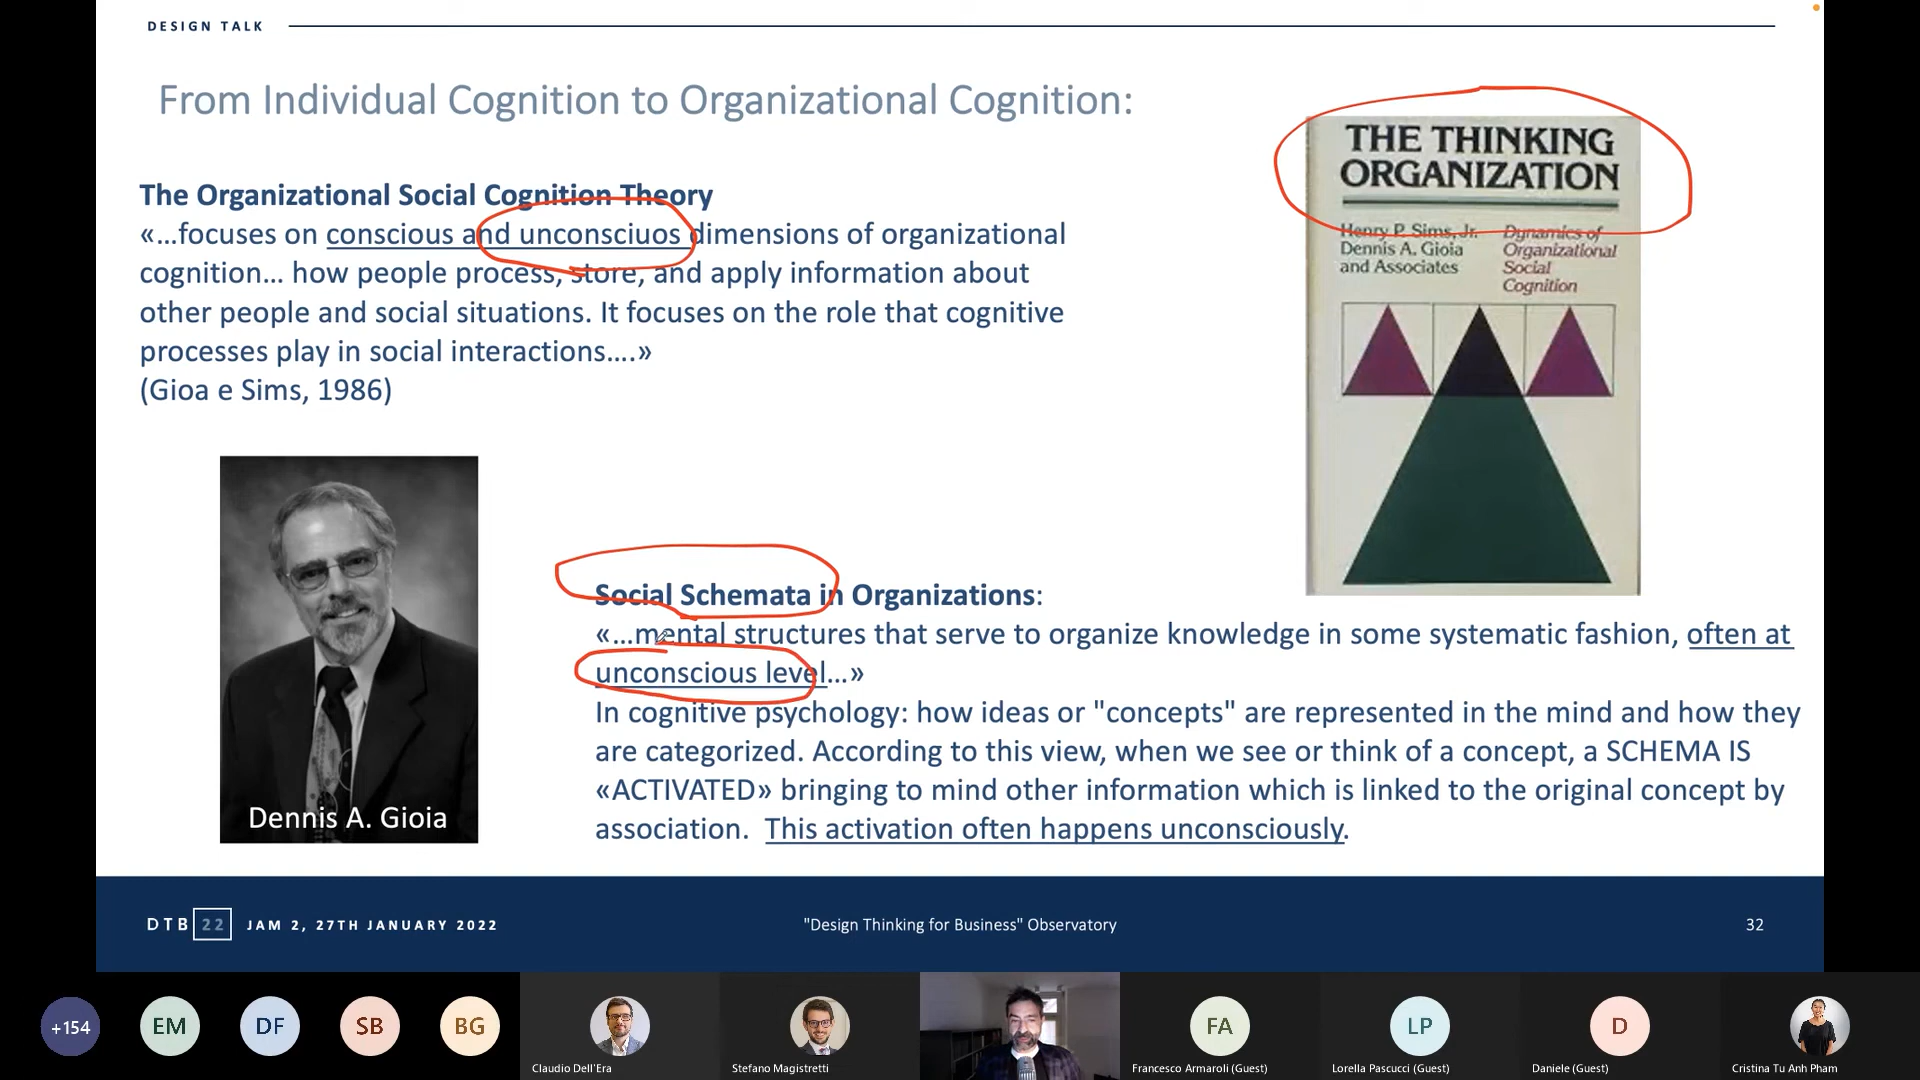 DESIGN TALK
From Individual Cognition to Organizational Cognition:
The Organizational Social Cognition Theory
«…focuses on conscious and unconsciuos dimensions of organizational
cognition… how people process, store, and apply information about
other people and social situations. It focuses on the role that cognitive
processes play in social interactions….»
(Gioa e Sims, 1986)
THE THINKING
ORGANIZATION
Henry P. Sims, Jr.
Dennis A. Gioia
and Associates
Dynamics of
Organizational
Social
Cognition
Dennis A. Gioia
Social Schemata in Organizations:
«…mental structures that serve to organize knowledge in some systematic fashion, often at
unconscious level…»
In cognitive psychology: how ideas or "concepts" are represented in the mind and how they
are categorized. According to this view, when we see or think of a concept, a SCHEMA IS
«ACTIVATED» bringing to mind other information which is linked to the original concept by
association. This activation often happens unconsciously.
DTB 22 JAM 2, 27TH JANUARY 2022
"Design Thinking for Business" Observatory
32
+154
EM
DF
SB
BG
Claudio Dell'Era
Stefano Magistretti
FA
Francesco Armaroli (Guest)
LP
Lorella Pascucci (Guest)
D
Daniele (Guest)
Cristina Tu Anh Pham